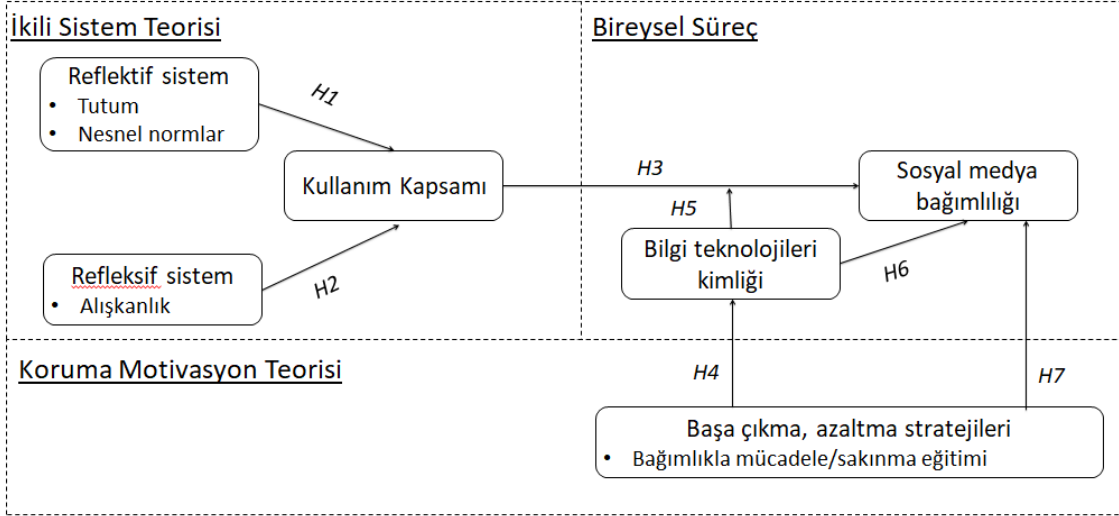 İkili Sistem Teorisi
Reflektif sistem
• Tutum
• Nesnel normlar
H1
Kullanım Kapsamı
Refleksif sistem
• Alışkanlık
H2
Bireysel Süreç
H3
Sosyal medya
bağımlılığı
H5
Bilgi teknolojileri
kimliği
H6
Koruma Motivasyon Teorisi
H4
H7
Başa çıkma, azaltma stratejileri
• Bağımlıkla mücadele/sakınma eğitimi